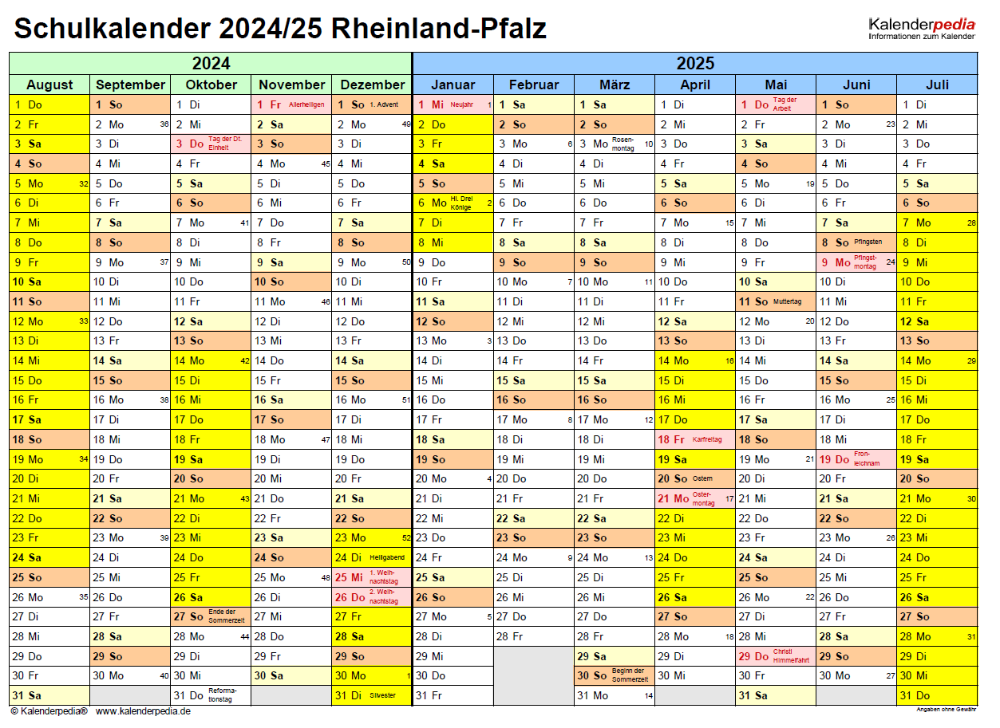 Schulkalender 2024/25 Rheinland-Pfalz
Kalenderpedia
Informationen zum Kalender
2024 2025
August September Oktober November Dezember Januar Februar März April Mai Juni Juli
1 Do 1 So 1 Di 1 Fr Allerheiligen 1 So 1. Advent 1 Mi Neujahr 1 1 Sa 1 Sa 1 Di 1 Do Tag der Arbeit 1 So 1 Di
2 Fr 2 Mo 36 2 Mi 2 Sa 2 Mo 49 2 Do 2 So 2 So 2 Mi 2 Fr 2 Mo 23 2 Mi
3 Sa 3 Di 3 Do Tag der Dt. Einheit 3 So 3 Di 3 Fr 3 Mo 6 3 Mo Rosen-montag 10 3 Do 3 Sa 3 Di 3 Do
4 So 4 Mi 4 Fr 4 Mo 45 4 Mi 4 Sa 4 Di 4 Di 4 Fr 4 So 4 Mi 4 Fr
5 Mo 32 5 Do 5 Sa 5 Di 5 Do 5 So 5 Mi 5 Mi 5 Sa 5 Mo 19 5 Do 5 Sa
6 Di 6 Fr 6 So 6 Mi 6 Fr 6 Mo Hl. Drei Könige 2 6 Do 6 Do 6 So 6 Di 6 Fr 6 So
7 Mi 7 Sa 7 Mo 41 7 Do 7 Sa 7 Di 7 Fr 7 Fr 7 Mo 15 7 Mi 7 Sa 7 Mo 28
8 Do 8 So 8 Di 8 Fr 8 So 8 Mi 8 Sa 8 Sa 8 Di 8 Do 8 So Pfingsten 8 Di
9 Fr 9 Mo 37 9 Mi 9 Sa 9 Mo 50 9 Do 9 So 9 So 9 Mi 9 Fr 9 Mo Pfingst-montag 24 9 Mi
10 Sa 10 Di 10 Do 10 So 10 Di 10 Fr 10 Mo 7 10 Mo 11 10 Do 10 Sa 10 Di 10 Do
11 So 11 Mi 11 Fr 11 Mo 46 11 Mi 11 Sa 11 Di 11 Di 11 Fr 11 So Muttertag 11 Mi 11 Fr
12 Mo 33 12 Do 12 Sa 12 Di 12 Do 12 So 12 Mi 12 Mi 12 Sa 12 Mo 20 12 Do 12 Sa
13 Di 13 Fr 13 So 13 Mi 13 Fr 13 Mo 3 13 Do 13 Do 13 So 13 Di 13 Fr 13 So
14 Mi 14 Sa 14 Mo 42 14 Do 14 Sa 14 Di 14 Fr 14 Fr 14 Mo 16 14 Mi 14 Sa 14 Mo 29
15 Do 15 So 15 Di 15 Fr 15 So 15 Mi 15 Sa 15 Sa 15 Di 15 Do 15 So 15 Di
16 Fr 16 Mo 38 16 Mi 16 Sa 16 Mo 51 16 Do 16 So 16 So 16 Mi 16 Fr 16 Mo 25 16 Mi
17 Sa 17 Di 17 Do 17 So 17 Di 17 Fr 17 Mo 8 17 Mo 12 17 Do 17 Sa 17 Di 17 Do
18 So 18 Mi 18 Fr 18 Mo 47 18 Mi 18 Sa 18 Di 18 Di 18 Fr Karfreitag 18 So 18 Mi 18 Fr
19 Mo 34 19 Do 19 Sa 19 Di 19 Do 19 So 19 Mi 19 Mi 19 Sa 19 Mo 21 19 Do Fron-leichnam 19 Sa
20 Di 20 Fr 20 So 20 Mi 20 Fr 20 Mo 4 20 Do 20 Do 20 So Ostern 20 Di 20 Fr 20 So
21 Mi 21 Sa 21 Mo 43 21 Do 21 Sa 21 Di 21 Fr 21 Fr 21 Mo Oster-montag 17 21 Mi 21 Sa 21 Mo 30
22 Do 22 So 22 Di 22 Fr 22 So 22 Mi 22 Sa 22 Sa 22 Di 22 Do 22 So 22 Di
23 Fr 23 Mo 39 23 Mi 23 Sa 23 Mo 52 23 Do 23 So 23 So 23 Mi 23 Fr 23 Mo 26 23 Mi
24 Sa 24 Di 24 Do 24 So 24 Di Heiligabend 24 Fr 24 Mo 9 24 Mo 13 24 Do 24 Sa 24 Di 24 Do
25 So 25 Mi 25 Fr 25 Mo 48 25 Mi 1. Weih-nachtstag 25 Sa 25 Di 25 Di 25 Fr 25 So 25 Mi 25 Fr
26 Mo 35 26 Do 26 Sa 26 Di 26 Do 2. Weih-nachtstag 26 So 26 Mi 26 Mi 26 Sa 26 Mo 22 26 Do 26 Sa
27 Di 27 Fr 27 So Ende der Sommerzeit 27 Mi 27 Fr 27 Mo 5 27 Do 27 Do 27 So 27 Di 27 Fr 27 So
28 Mi 28 Sa 28 Mo 44 28 Do 28 Sa 28 Di 28 Fr 28 Fr 28 Mo 18 28 Mi 28 Sa 28 Mo 31
29 Do 29 So 29 Di 29 Fr 29 So 29 Mi 29 Sa 29 Di 29 Do Christi Himmelfahrt 29 So 29 Di
30 Fr 30 Mo 40 30 Mi 30 Sa 30 Mo 1 30 Do 30 So Beginn der Sommerzeit 30 Mi 30 Fr 30 Mo 27 30 Mi
31 Sa 31 Do Reforma-tionstag 31 Di Silvester 31 Fr 31 Mo 14 31 Sa 31 Do
© Kalenderpedia® www.kalenderpedia.de Angaben ohne Gewähr